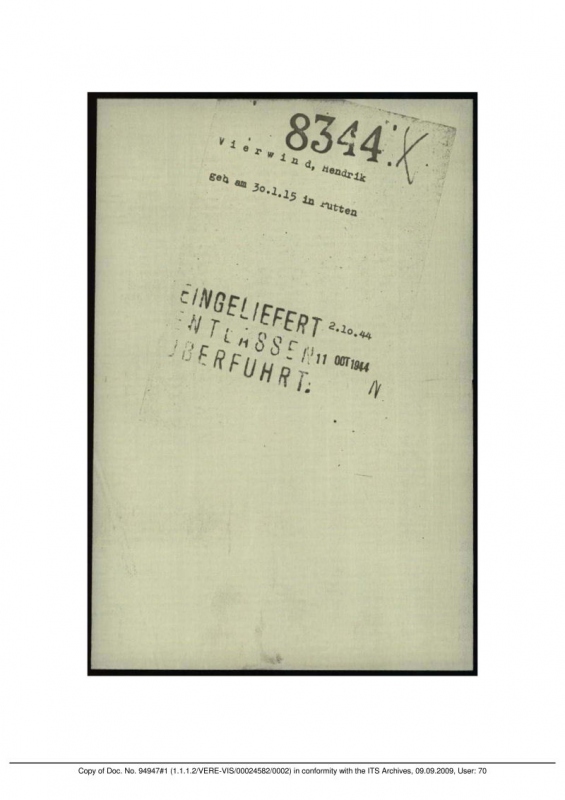 8344. X
Vierwind, Hendrik
geb am 30.1.15 in Putten
EINGELIEFERT 2.10.44
ENTLASSEN 11 OCT 1944
ÜBERFUHRT: N
Copy of Doc. No. 94947#1 (1.1.1.2/VERE-VIS/00024582/0002) in conformity with the ITS Archives, 09.09.2009, User: 70